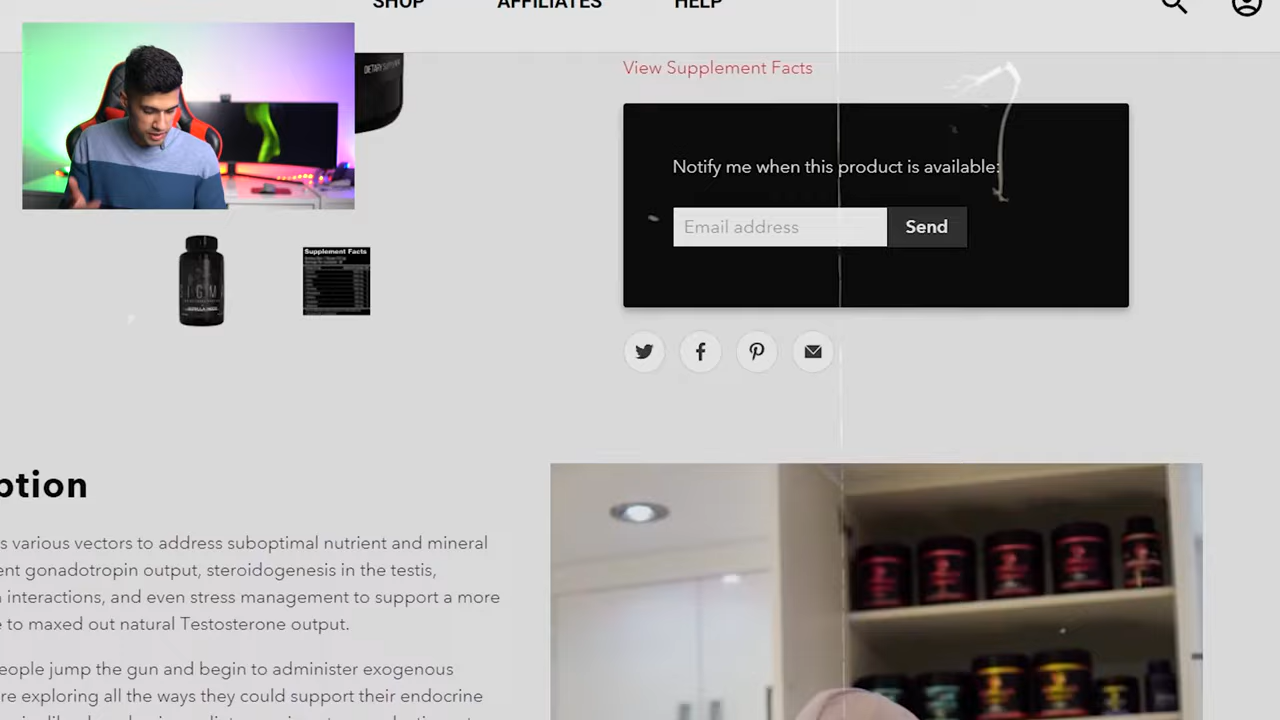 SHOP AFFILIATES HELP
View Supplement Facts
Notify me when this product is available:
Email address Send
Supplement Facts
ption
s various vectors to address suboptimal nutrient and mineral
ent gonadotropin output, steroidogenesis in the testis,
interactions, and even stress management to support a more
e to maxed out natural Testosterone output.
eople jump the gun and begin to administer exogenous
re exploring all the ways they could support their endocrine